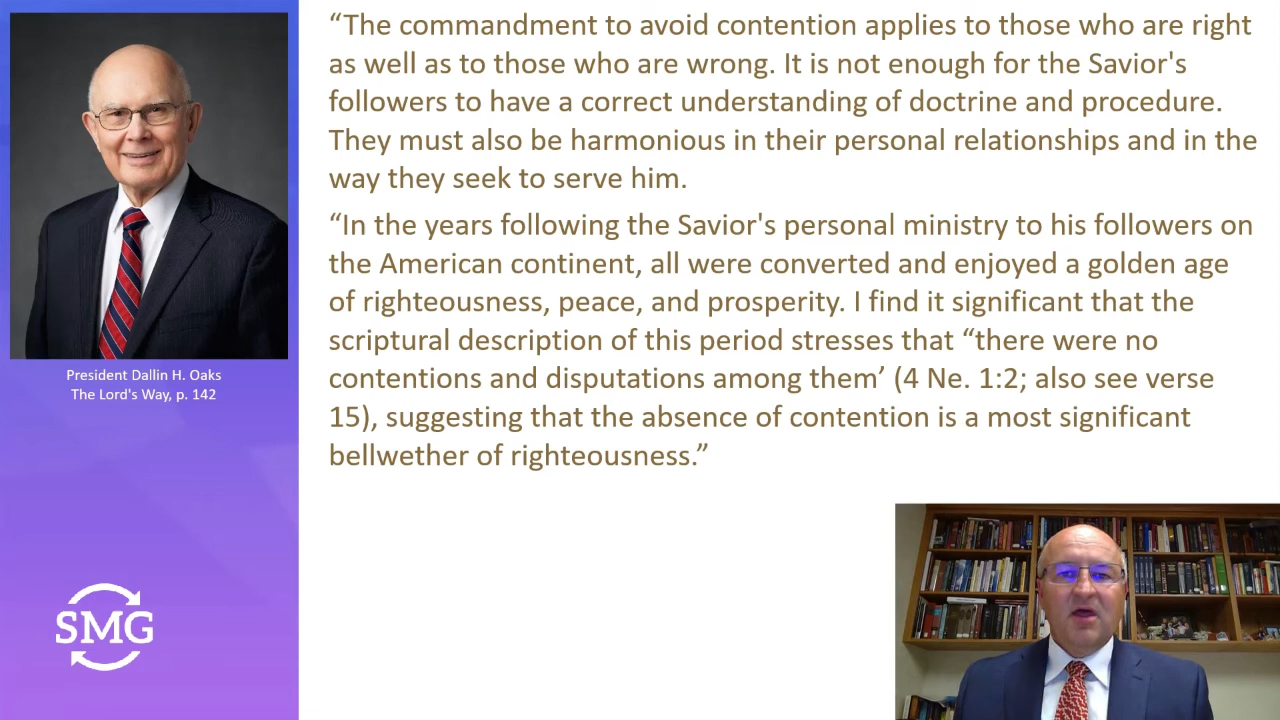 “The commandment to avoid contention applies to those who are right
as well as to those who are wrong. It is not enough for the Savior's
followers to have a correct understanding of doctrine and procedure.
They must also be harmonious in their personal relationships and in the
way they seek to serve him.
“In the years following the Savior's personal ministry to his followers on
the American continent, all were converted and enjoyed a golden age
of righteousness, peace, and prosperity. I find it significant that the
scriptural description of this period stresses that “there were no
contentions and disputations among them’ (4 Ne. 1:2; also see verse
15), suggesting that the absence of contention is a most significant
bellwether of righteousness.”
President Dallin H. Oaks
The Lord's Way, p. 142
SMG